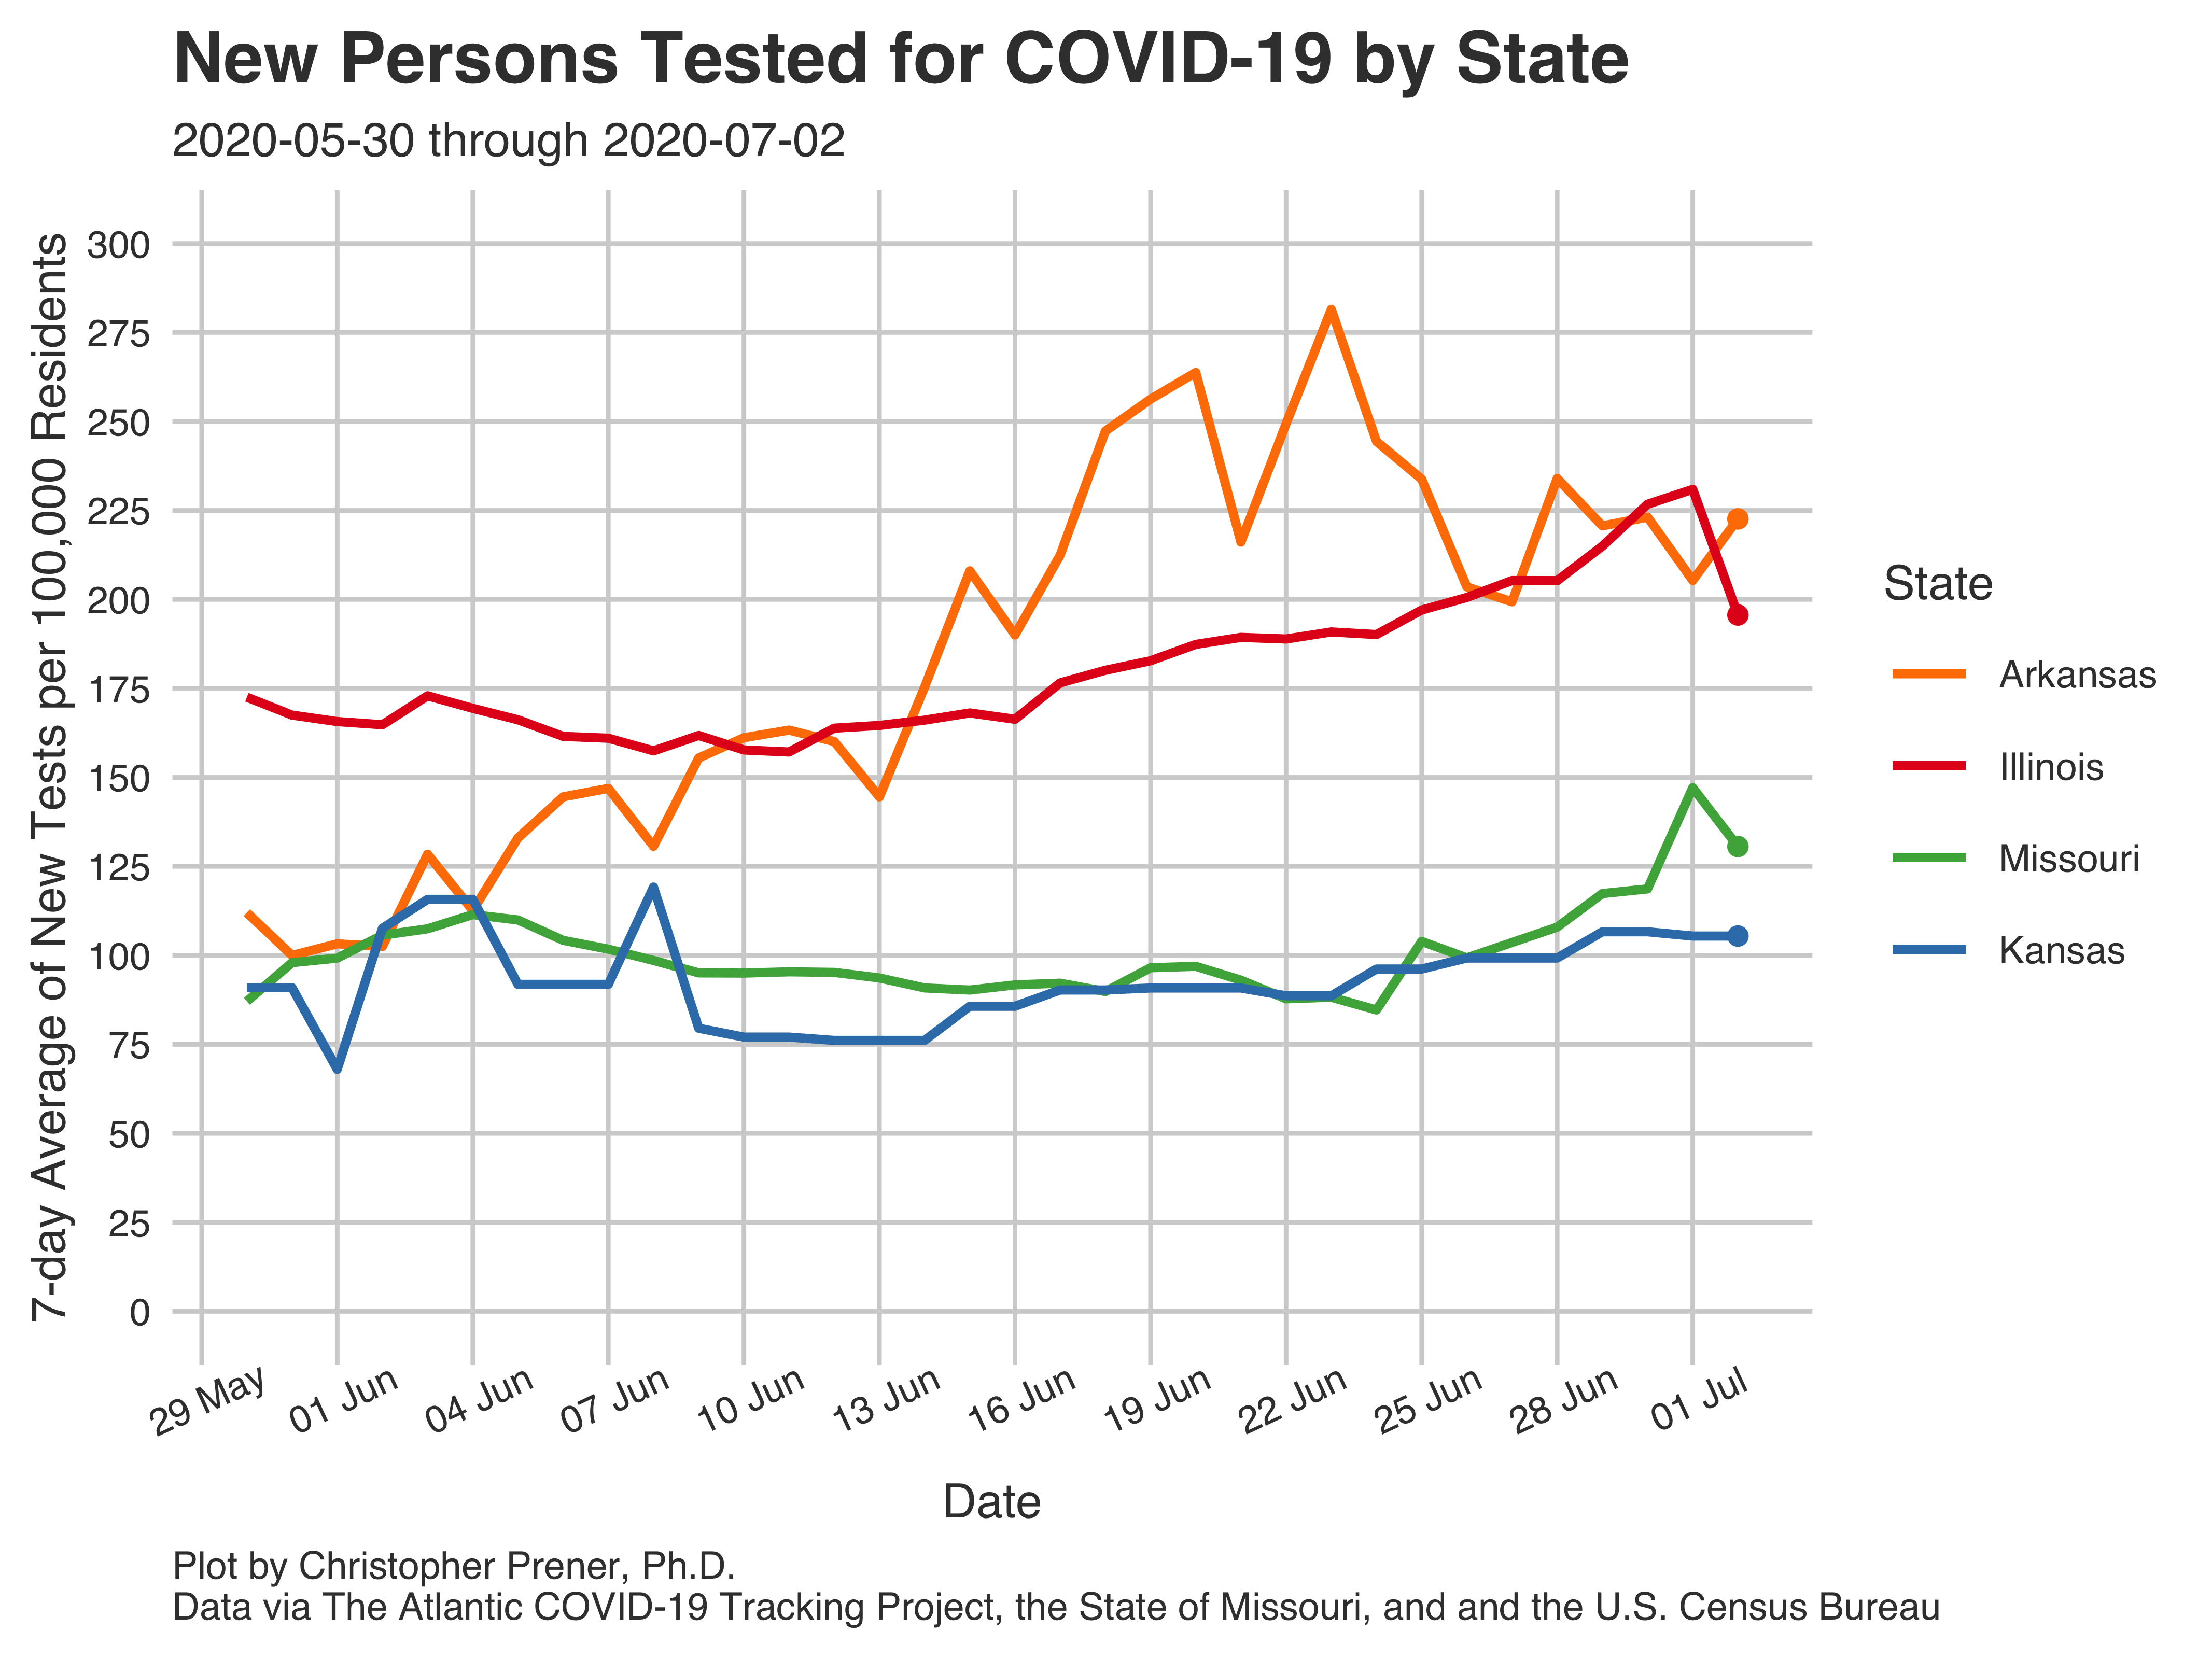 New Persons Tested for COVID-19 by State
2020-05-30 through 2020-07-02
7-day Average of New Tests per 100,000 Residents
300
275
250
225
200
175
150
125
100
75
50
25
0
29 May
01 Jun
04 Jun
07 Jun
10 Jun
13 Jun
16 Jun
19 Jun
22 Jun
25 Jun
28 Jun
01 Jul
Date
State
Arkansas
Illinois
Missouri
Kansas
Plot by Christopher Prener, Ph.D.
Data via The Atlantic COVID-19 Tracking Project, the State of Missouri, and and the U.S. Census Bureau